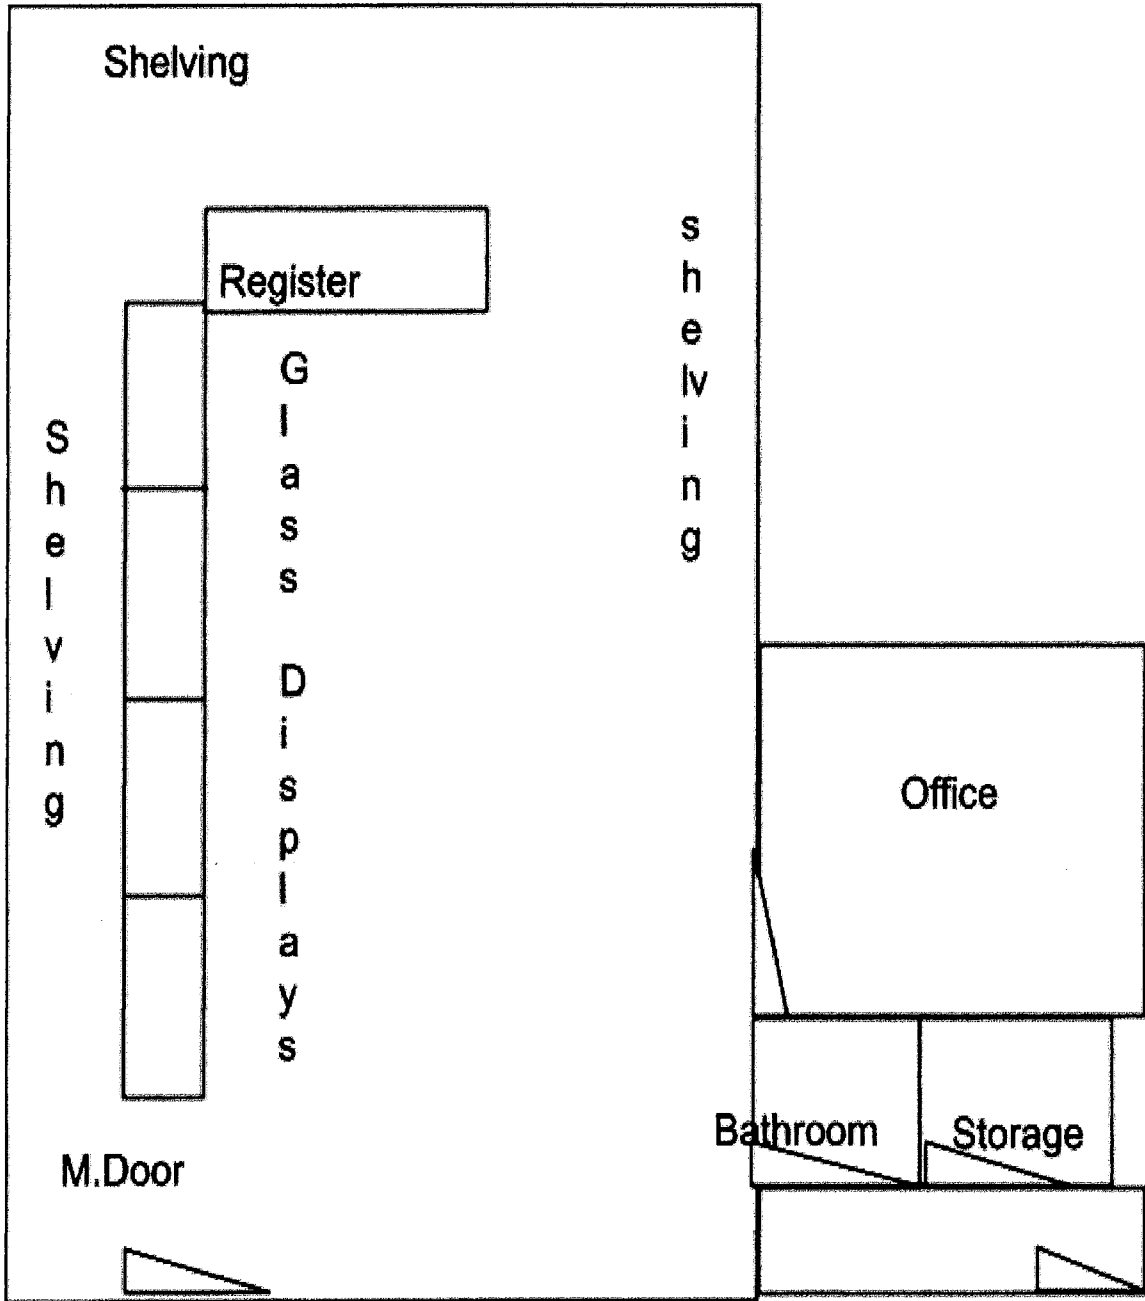 Shelving
Register
shelving
Glass Displays
Shelving
Office
Bathroom
Storage
M.Door